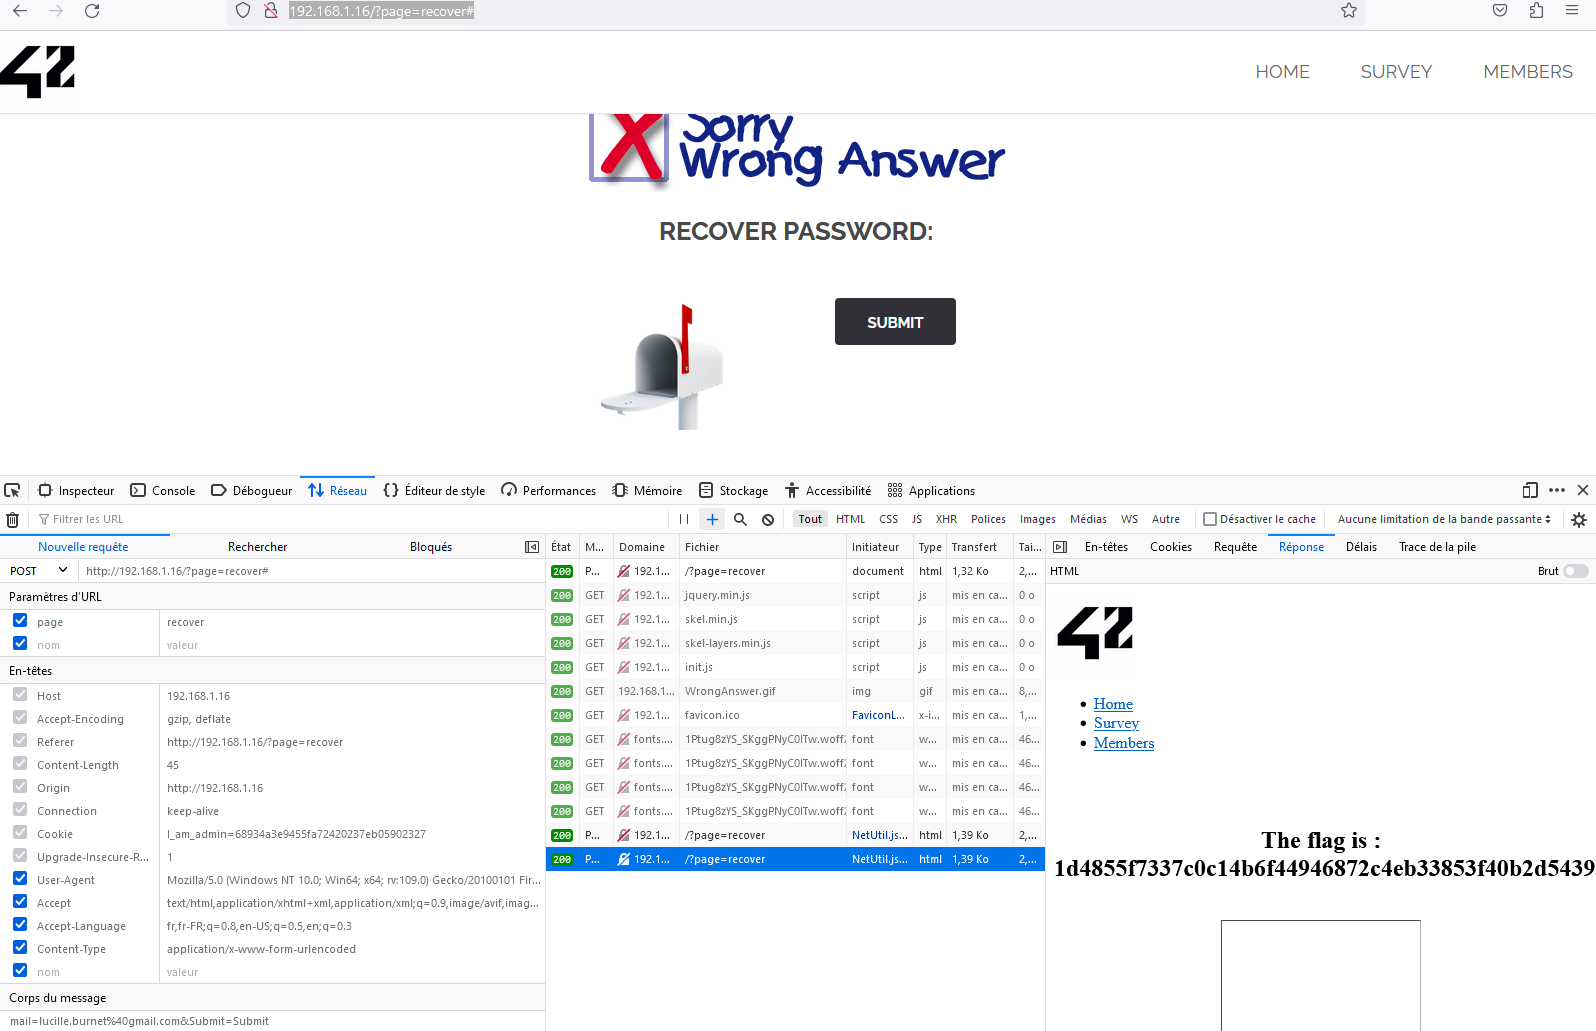 192.168.1.16/?page=recover#
42
HOME SURVEY MEMBERS
Sorry
Wrong Answer
RECOVER PASSWORD:
SUBMIT
Inspecteur Console Débogueur Réseau Éditeur de style Performances Mémoire Stockage Accessibilité Applications
Filtrer les URL
Tout HTML CSS JS XHR Polices Images Médias WS Autre Désactiver le cache Aucune limitation de la bande passante
Nouvelle requête Rechercher Bloqués
POST http://192.168.1.16/?page=recover#
Paramètres d'URL
page recover
nom valeur
En-têtes
Host 192.168.1.16
Accept-Encoding gzip, deflate
Referer http://192.168.1.16/?page=recover
Content-Length 45
Origin http://192.168.1.16
Connection keep-alive
Cookie I_am_admin=68934a3e9455fa72420237eb05902327
Upgrade-Insecure-R... 1
User-Agent Mozilla/5.0 (Windows NT 10.0; Win64; x64; rv:109.0) Gecko/20100101 Fir...
Accept text/html,application/xhtml+xml,application/xml;q=0.9,image/avif,imag...
Accept-Language fr,fr-FR;q=0.8,en-US;q=0.5,en;q=0.3
Content-Type application/x-www-form-urlencoded
nom valeur
Corps du message
mail=lucille.burnet%40gmail.com&Submit=Submit
État M... Domaine Fichier Initiateur Type Transfert Tai...
200 P... 192.1... /?page=recover document html 1,32 Ko 2,...
200 GET 192.1... jquery.min.js script js mis en ca... 0 o
200 GET 192.1... skel.min.js script js mis en ca... 0 o
200 GET 192.1... skel-layers.min.js script js mis en ca... 0 o
200 GET 192.1... init.js script js mis en ca... 0 o
200 GET 192.168.1... WrongAnswer.gif img gif mis en ca... 8,...
200 GET 192.1... favicon.ico FaviconL... x-i... mis en ca... 1,...
200 GET fonts.... 1Ptug8zYS_SKggPNyC0ITw.woff2 font w... mis en ca... 46...
200 GET fonts.... 1Ptug8zYS_SKggPNyC0ITw.woff2 font w... mis en ca... 46...
200 GET fonts.... 1Ptug8zYS_SKggPNyC0ITw.woff2 font w... mis en ca... 46...
200 GET fonts.... 1Ptug8zYS_SKggPNyC0ITw.woff2 font w... mis en ca... 46...
200 P... 192.1... /?page=recover NetUtil.js... html 1,39 Ko 2,...
200 P... 192.1... /?page=recover NetUtil.js... html 1,39 Ko 2,...
En-têtes Cookies Requête Réponse Délais Trace de la pile
HTML Brut
42
Home
Survey
Members
The flag is :
1d4855f7337c0c14b6f44946872c4eb33853f40b2d5439